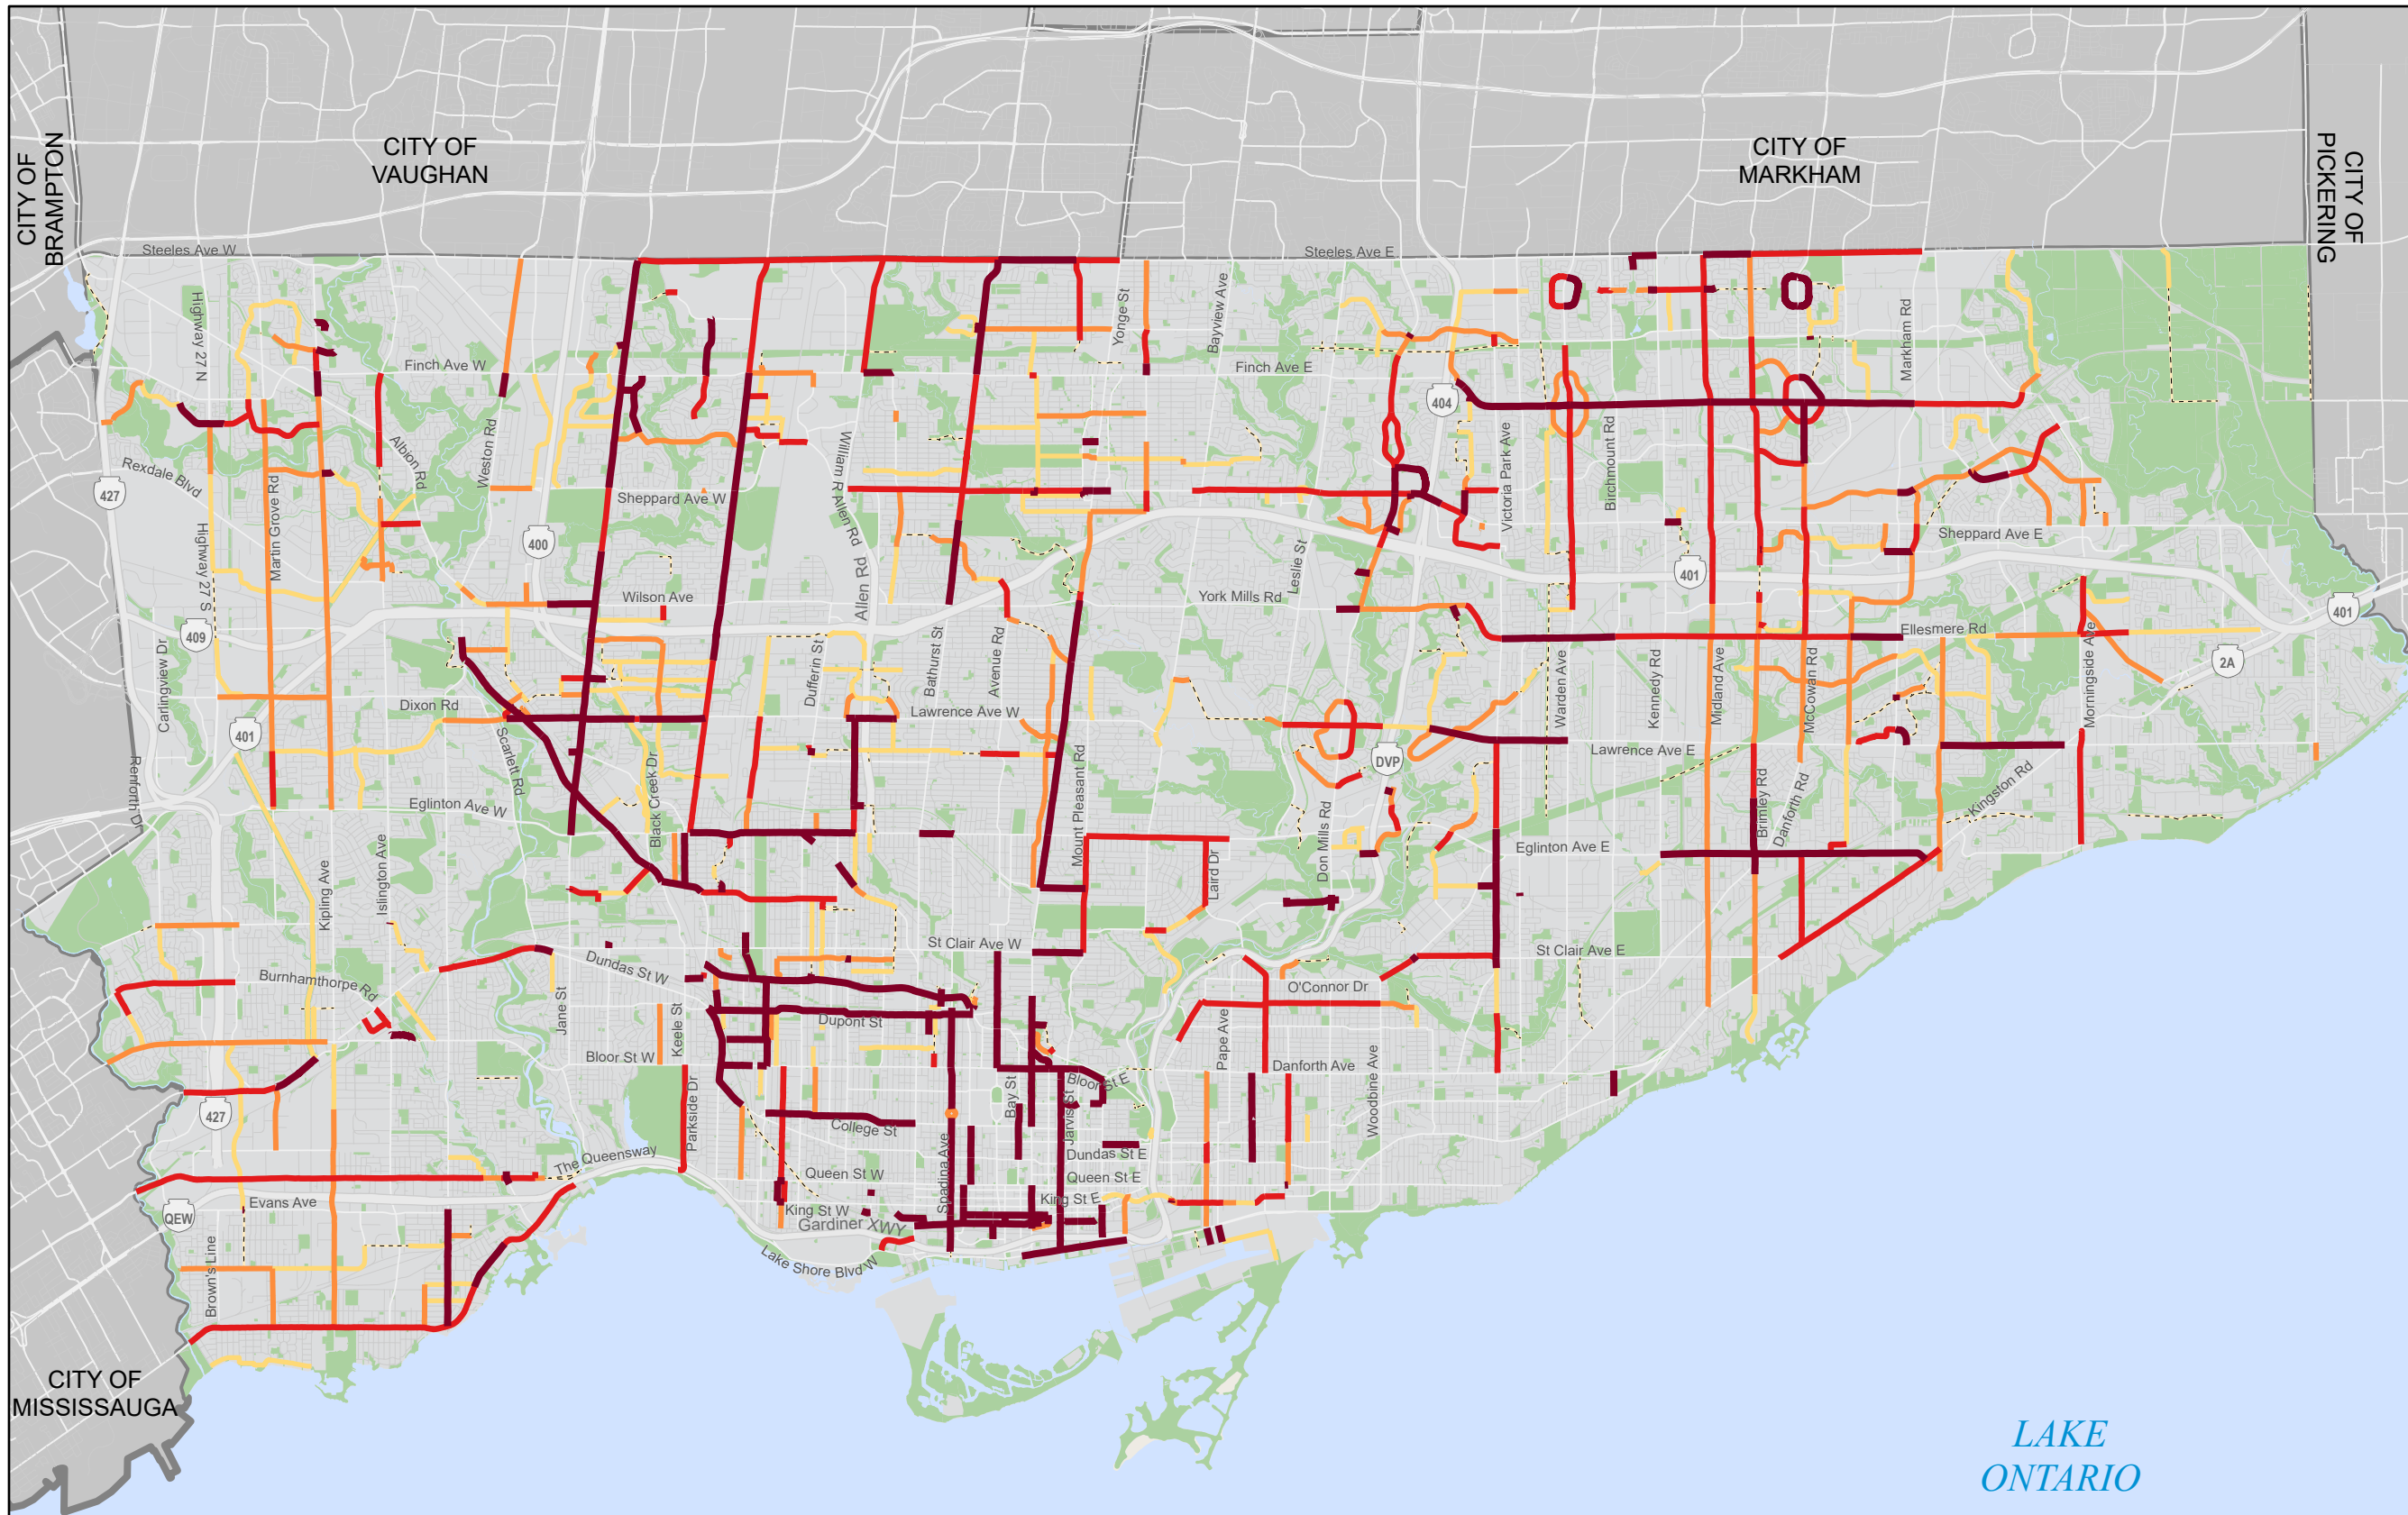 CITY OF
BRAMPTON
CITY OF
VAUGHAN
CITY OF
MARKHAM
CITY OF
PICKERING
Steeles Ave W
Steeles Ave E
Highway 27 N
Yonge St
Bayview Ave
Markham Rd
Finch Ave W
Finch Ave E
404
Albion Rd
Weston Rd
William R Allen Rd
Victoria Park Ave
Birchmount Rd
Rexdale Blvd
427
Martin Grove Rd
Sheppard Ave W
Sheppard Ave E
Highway 27 S
400
Allen Rd
Leslie St
401
Wilson Ave
York Mills Rd
401
409
Ellesmere Rd
Carlingview Dr
Dufferin St
Bathurst St
Avenue Rd
Warden Ave
Kennedy Rd
Midland Ave
McCowan Rd
Morningside Ave
2A
Dixon Rd
Lawrence Ave W
401
Scarlett Rd
Black Creek Dr
Mount Pleasant Rd
DVP
Lawrence Ave E
Renforth Dr
Eglinton Ave W
Brimley Rd
Danforth Rd
Kingston Rd
Kipling Ave
Islington Ave
Laird Dr
Don Mills Rd
Eglinton Ave E
St Clair Ave W
St Clair Ave E
Burnhamthorpe Rd
Dundas St W
Jane St
Keele St
Dupont St
O'Connor Dr
Pape Ave
Bloor St W
Bloor St E
Danforth Ave
Woodbine Ave
427
Parkside Dr
Bay St
Jarvis St
College St
Spadina Ave
Dundas St E
The Queensway
Queen St W
Queen St E
QEW
Evans Ave
King St W
King St E
Gardiner XWY
Brown's Line
Lake Shore Blvd W
CITY OF
MISSISSAUGA
LAKE
ONTARIO